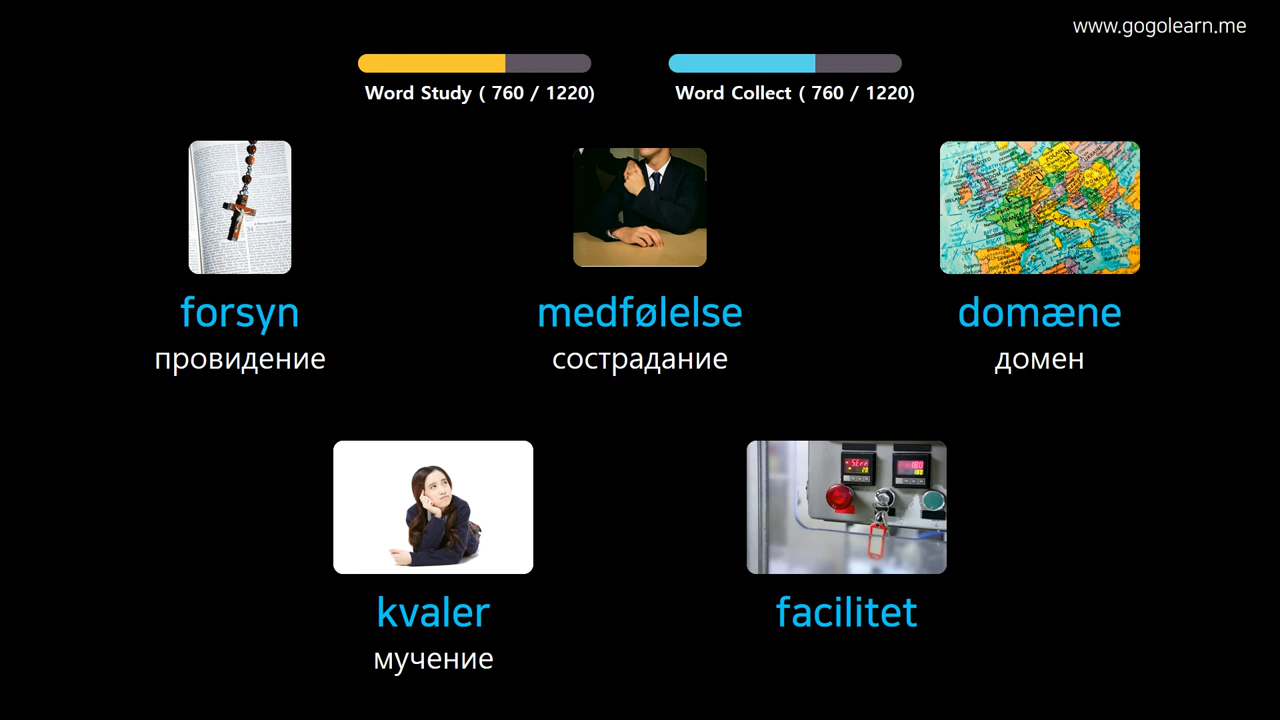 www.gogolearn.me
Word Study ( 760 / 1220)
Word Collect ( 760 / 1220)
forsyn
провидение
medfølelse
сострадание
domæne
домен
kvaler
мучение
facilitet